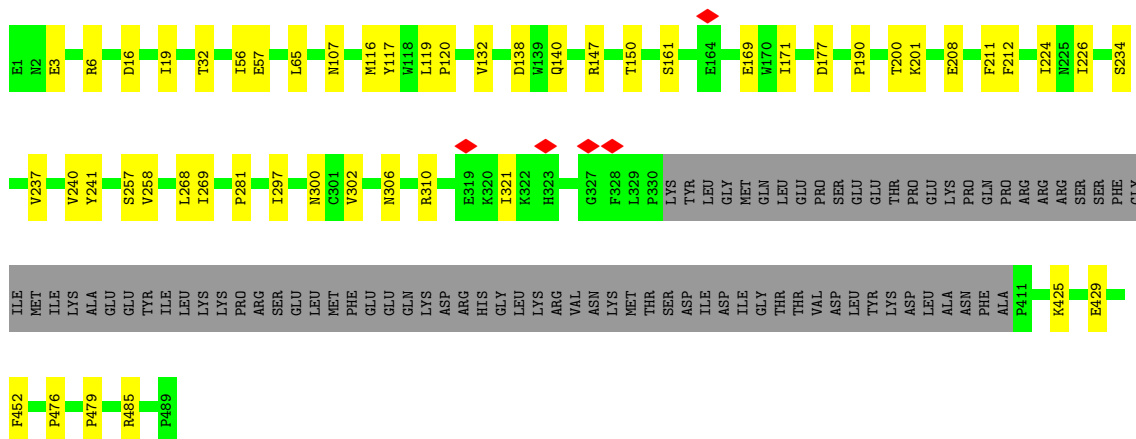 E1 N2 E3 R6 D16 I19 T32 I56 E57 L65 N107 M116 Y117 W118 L119 P120 V132 D138 W139 Q140 R147 T150 S161 E164 E169 W170 I171 D177 P190 T200 K201 E208 F211 F212 I224 N225 I226 S234
V237 V240 Y241 S257 V258 L268 I269 P281 I297 N300 C301 V302 N306 R310 E319 K320 I321 K322 H323 G327 F328 L329 P330 LYS TYR LEU GLY MET GLN LEU LEU PRO SER GLU GLU THR PRO GLU LYS PRO GLN PRO ARG ARG ARG SER SER PHE GLY
ILE MET ILE LYS ALA GLU GLU TYR ILE LEU LYS LYS PRO ARG SER GLU LEU MET PHE GLU GLU GLN LYS ASP ARG HIS GLY LEU LYS ARG VAL ASN LYS MET THR SER ASP ILE ASP ILE GLY THR THR VAL ASP LEU TYR LYS ASP LEU ALA ASN PHE ALA P411 K425 E429
F452 P476 P479 R485 P489